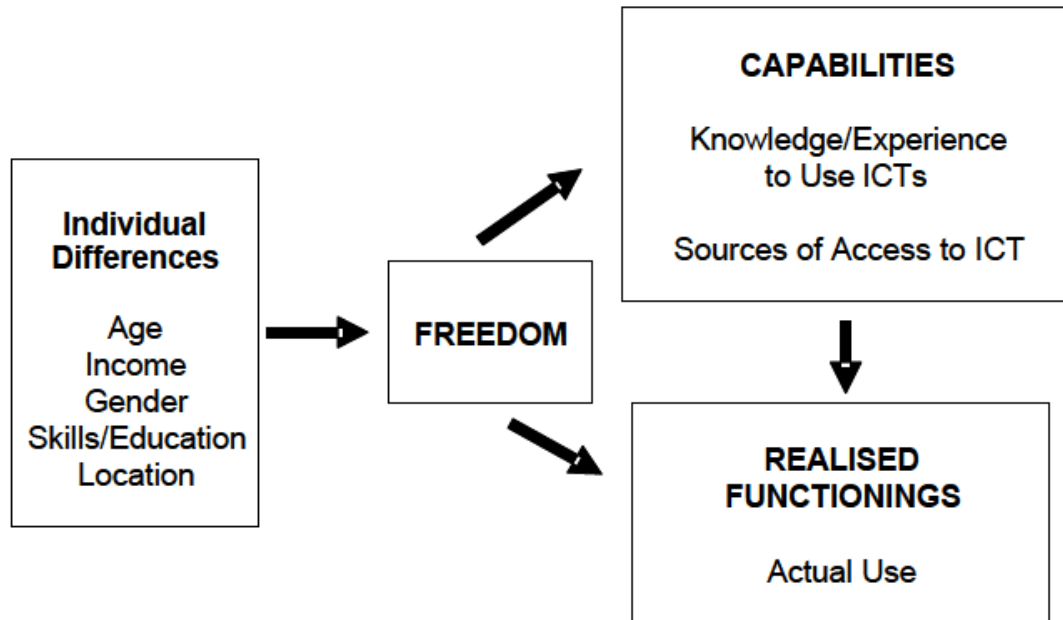 Individual
Differences
Age
Income
Gender
Skills/Education
Location
FREEDOM
CAPABILITIES
Knowledge/Experience
to Use ICTs
Sources of Access to ICT
REALISED
FUNCTIONINGS
Actual Use